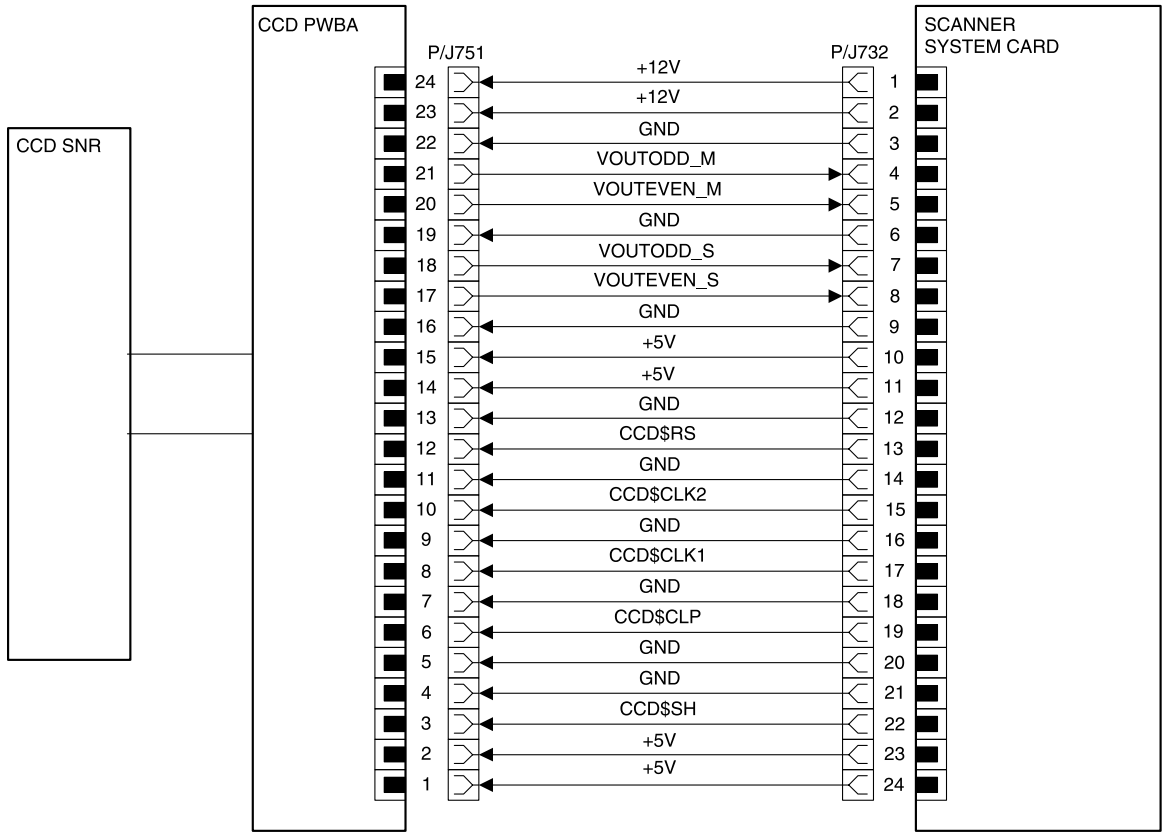 CCD PWBA
SCANNER
SYSTEM CARD
CCD SNR
P/J751
P/J732
24 +12V 1
23 +12V 2
22 GND 3
21 VOUTODD_M 4
20 VOUTEVEN_M 5
19 GND 6
18 VOUTODD_S 7
17 VOUTEVEN_S 8
16 GND 9
15 +5V 10
14 +5V 11
13 GND 12
12 CCD$RS 13
11 GND 14
10 CCD$CLK2 15
9 GND 16
8 CCD$CLK1 17
7 GND 18
6 CCD$CLP 19
5 GND 20
4 GND 21
3 CCD$SH 22
2 +5V 23
1 +5V 24